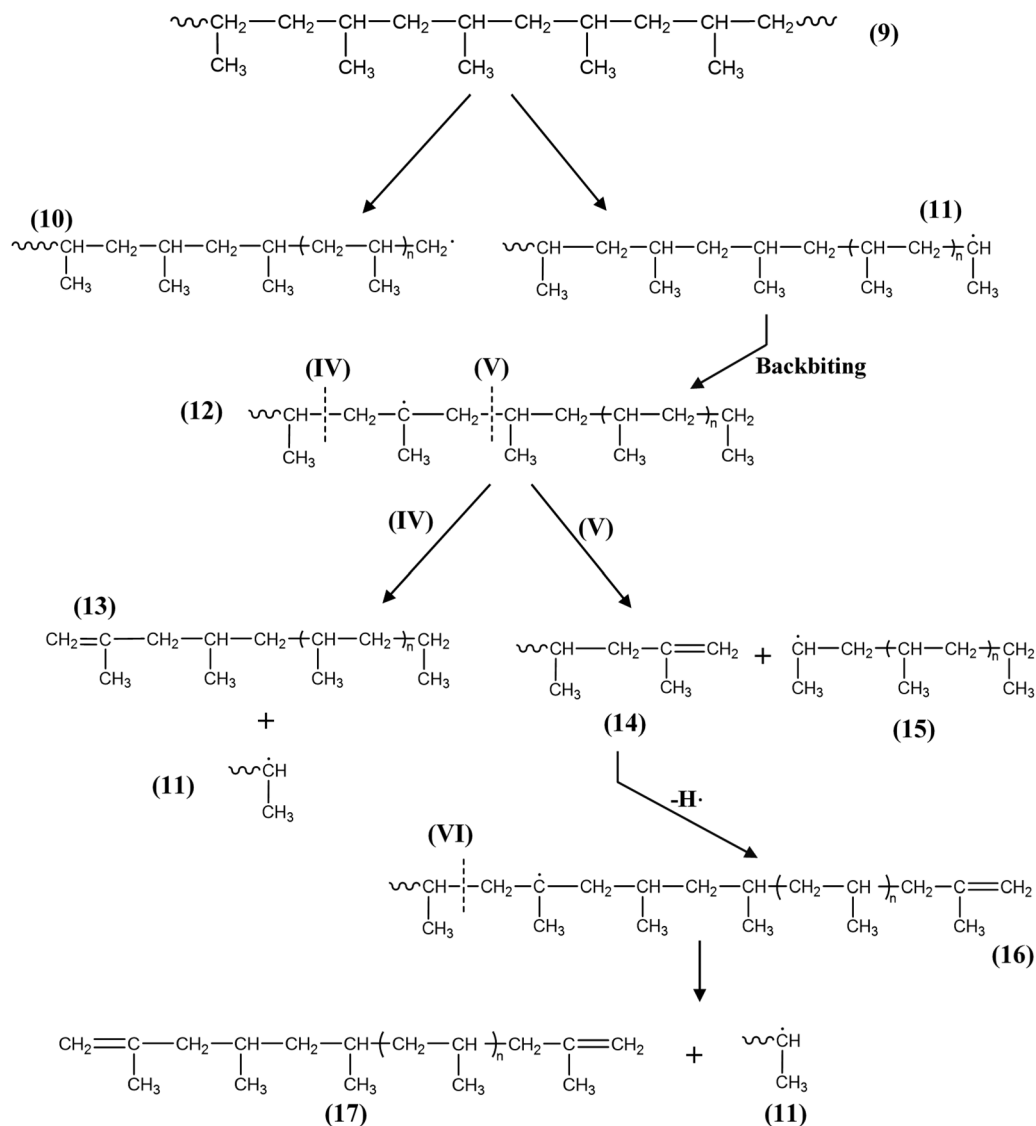 CH₂ CH₂ CH CH₂ CH CH₂ CH CH₂ CH CH₂ (9)
CH₃ CH₃ CH₃ CH₃ CH₃
(10) (11)
CH CH₂ CH CH₂ CH ( CH₂ CH )n CH₂· CH CH₂ CH CH₂ CH CH₂ ( CH CH₂ )n ĊH
CH₃ CH₃ CH₃ CH₃ CH₃ CH₃ CH₃ CH₃ CH₃
Backbiting
(IV) (V)
(12) CH CH₂ Ċ CH₂ CH CH₂ ( CH CH₂ )n CH₂
CH₃ CH₃ CH₃ CH₃ CH₃
(IV) (V)
(13)
CH₂=C CH₂ CH CH₂ ( CH CH₂ )n CH₂ CH CH₂ C=CH₂ + ĊH CH₂ ( CH CH₂ )n CH₂
CH₃ CH₃ CH₃ CH₃ CH₃ CH₃ CH₃ CH₃ CH₃
+ (14) (15)
(11) ĊH
CH₃
-H·
(VI)
CH CH₂ Ċ CH₂ CH CH₂ CH ( CH₂ CH )n CH₂ C=CH₂
CH₃ CH₃ CH₃ CH₃ CH₃ CH₃
(16)
CH₂=C CH₂ CH CH₂ CH ( CH₂ CH )n CH₂ C=CH₂ + ĊH
CH₃ CH₃ CH₃ CH₃ CH₃ CH₃
(17) (11)